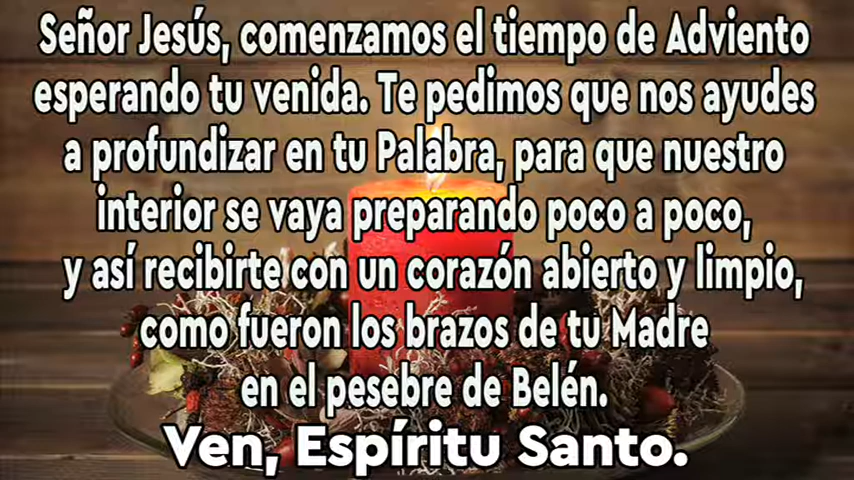 Señor Jesús, comenzamos el tiempo de Adviento
esperando tu venida. Te pedimos que nos ayudes
a profundizar en tu Palabra, para que nuestro
interior se vaya preparando poco a poco,
y así recibirte con un corazón abierto y limpio,
como fueron los brazos de tu Madre
en el pesebre de Belén.
Ven, Espíritu Santo.